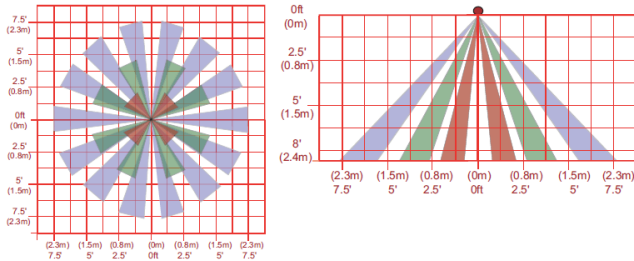 7.5'
(2.3m)
5'
(1.5m)
2.5'
(0.8m)
0ft
(0m)
2.5'
(0.8m)
5'
(1.5m)
7.5'
(2.3m)
(2.3m) (1.5m) (0.8m) (0m) (0.8m) (1.5m) (2.3m)
7.5' 5' 2.5' 0ft 2.5' 5' 7.5'
0ft
(0m)
2.5'
(0.8m)
5'
(1.5m)
8'
(2.4m)
(2.3m) (1.5m) (0.8m) (0m) (0.8m) (1.5m) (2.3m)
7.5' 5' 2.5' 0ft 2.5' 5' 7.5'